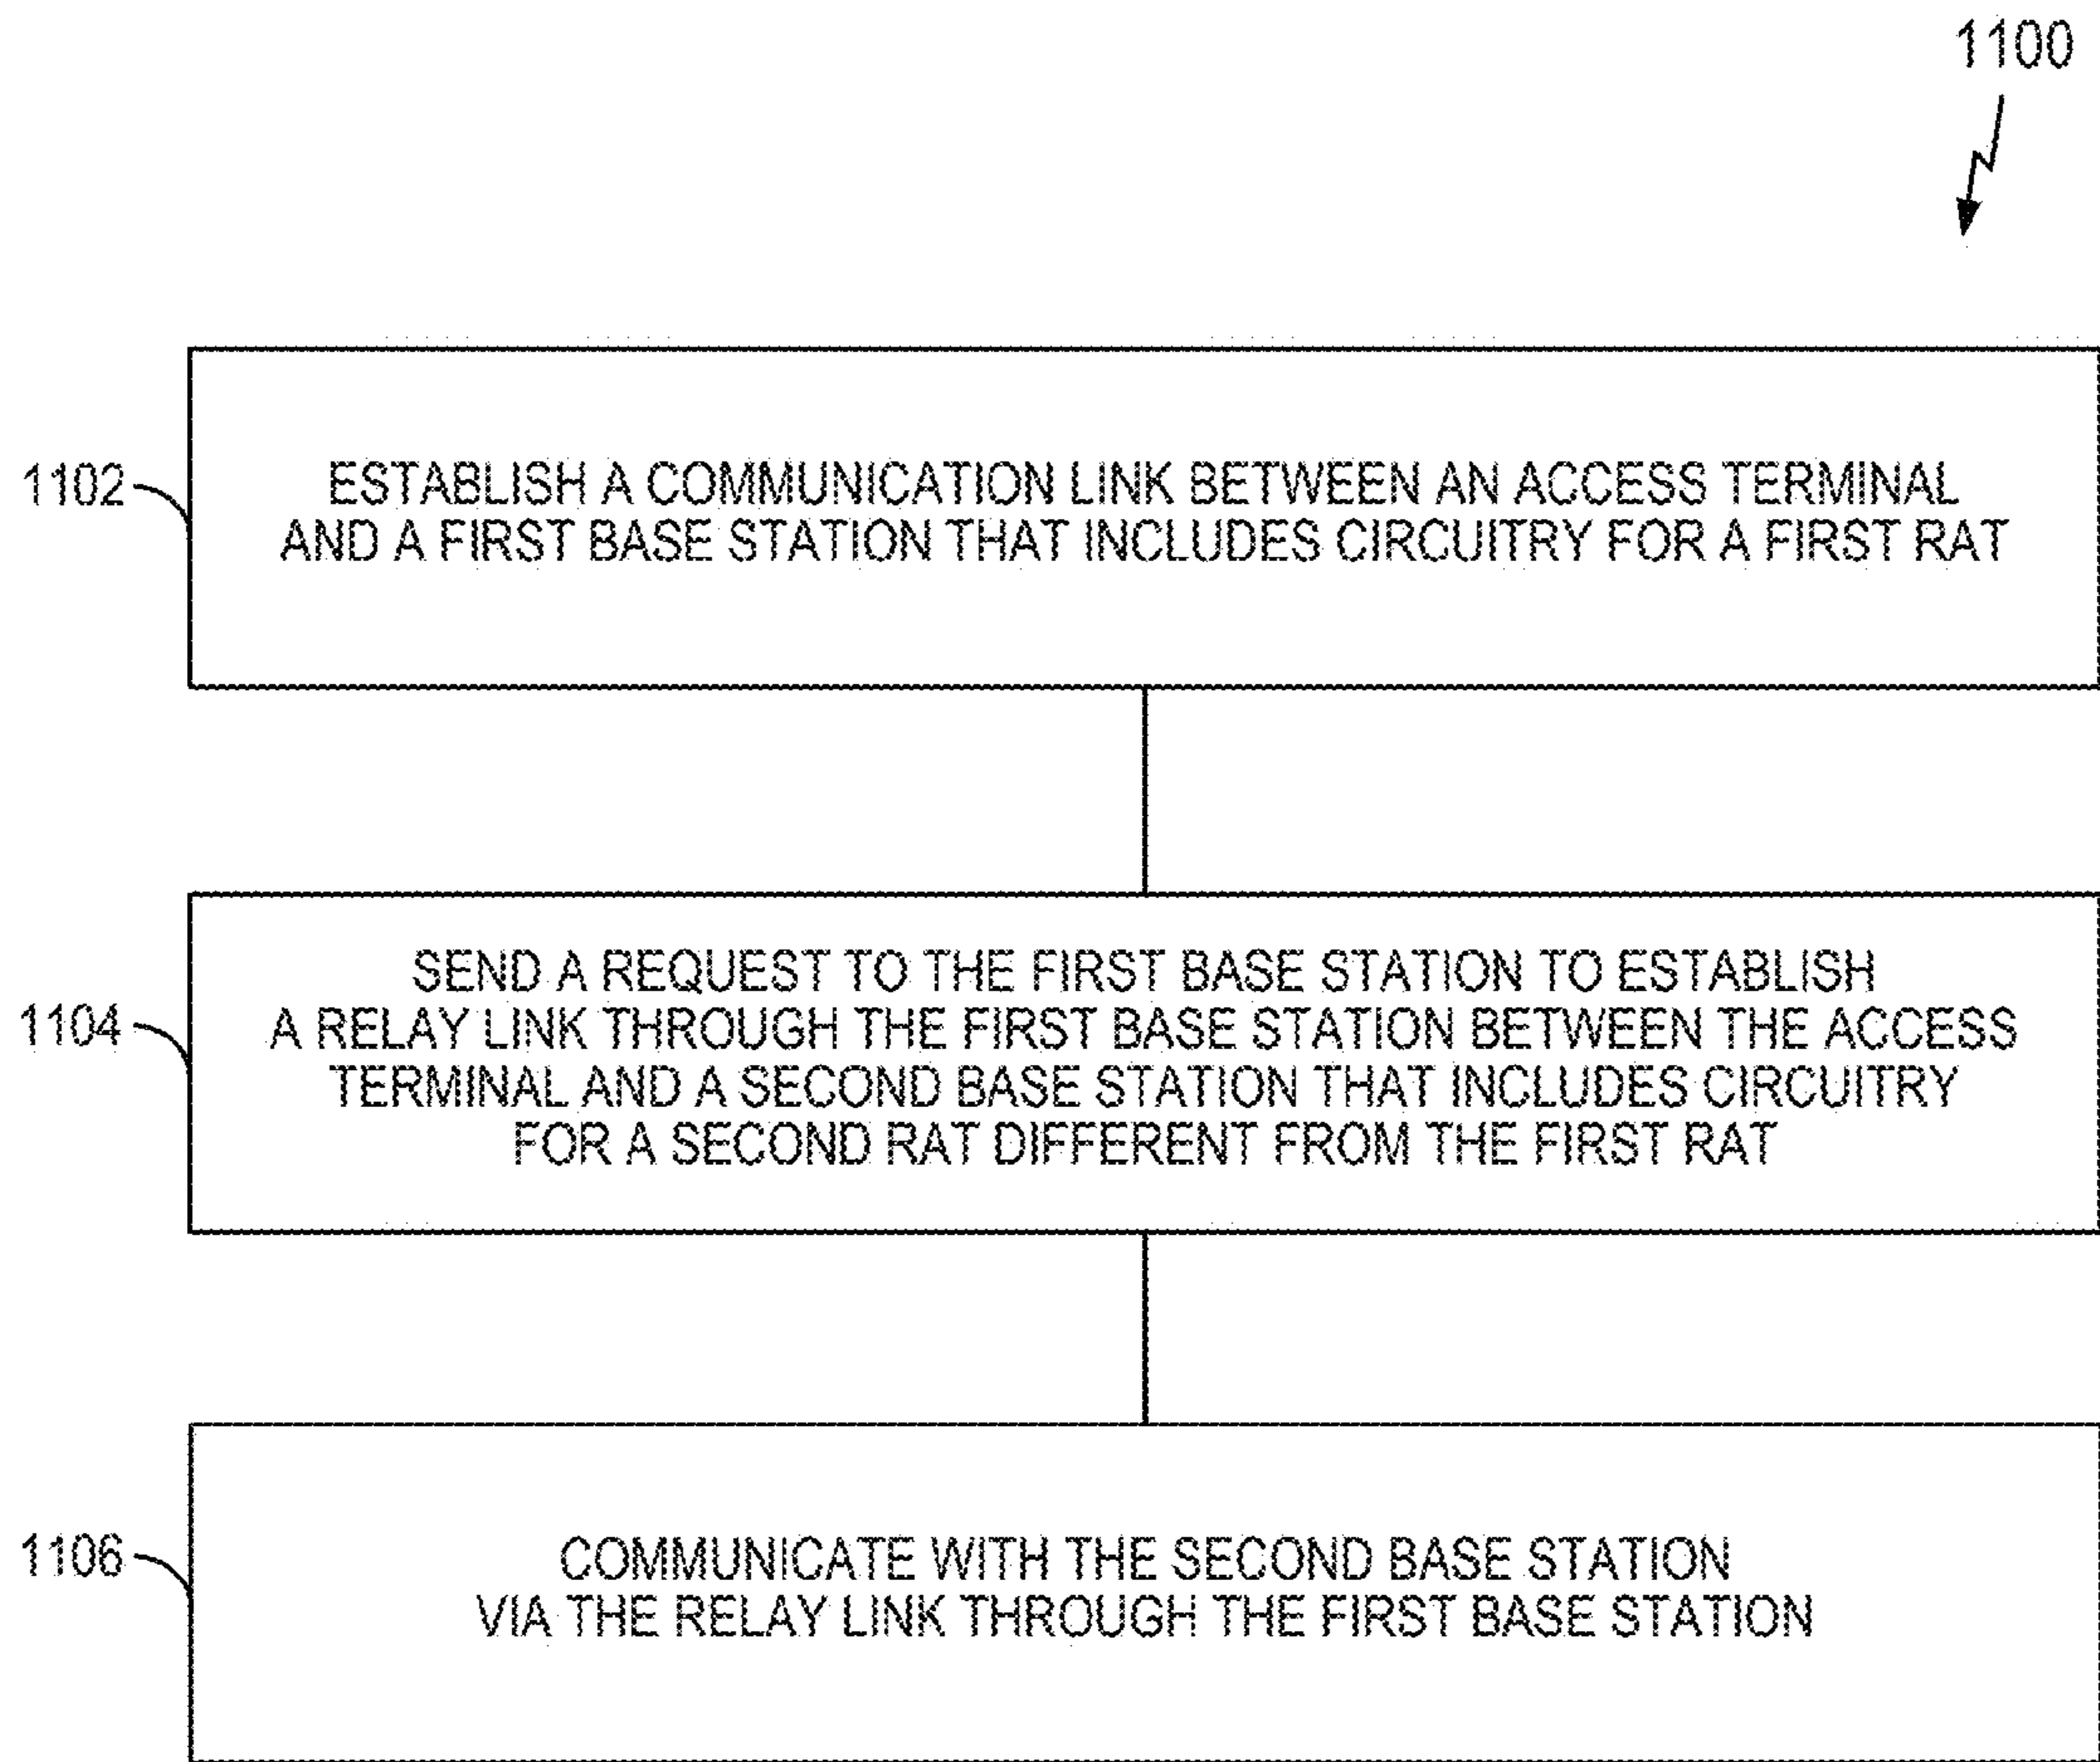 1100
1102
ESTABLISH A COMMUNICATION LINK BETWEEN AN ACCESS TERMINAL
AND A FIRST BASE STATION THAT INCLUDES CIRCUITRY FOR A FIRST RAT
1104
SEND A REQUEST TO THE FIRST BASE STATION TO ESTABLISH
A RELAY LINK THROUGH THE FIRST BASE STATION BETWEEN THE ACCESS
TERMINAL AND A SECOND BASE STATION THAT INCLUDES CIRCUITRY
FOR A SECOND RAT DIFFERENT FROM THE FIRST RAT
1106
COMMUNICATE WITH THE SECOND BASE STATION
VIA THE RELAY LINK THROUGH THE FIRST BASE STATION